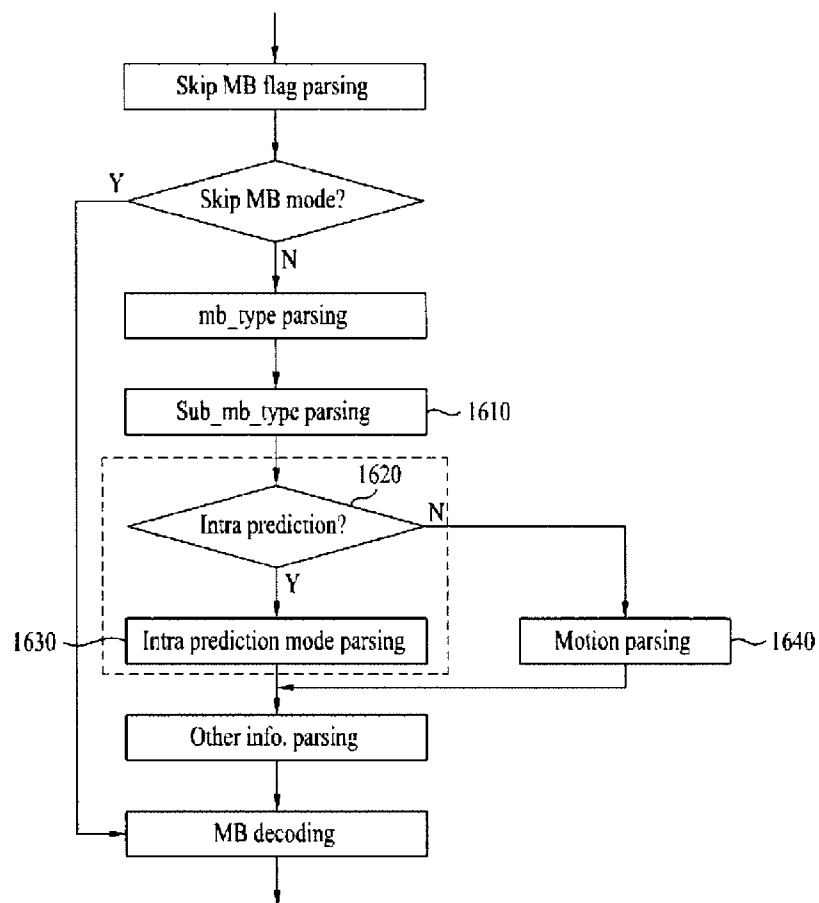 Skip MB flag parsing
Y
Skip MB mode?
N
mb_type parsing
Sub_mb_type parsing
1610
1620
Intra prediction?
N
Y
1630
Intra prediction mode parsing
Motion parsing
1640
Other info. parsing
MB decoding